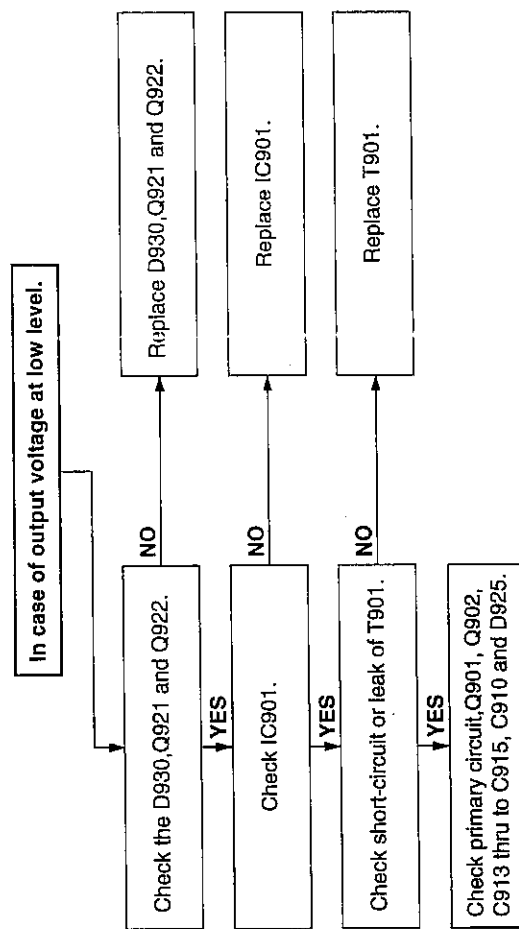 In case of output voltage at low level.
Check the D930,Q921 and Q922.
NO
Replace D930,Q921 and Q922.
YES
Check IC901.
NO
Replace IC901.
YES
Check short-circuit or leak of T901.
NO
Replace T901.
YES
Check primary circuit,Q901, Q902,
C913 thru to C915, C910 and D925.